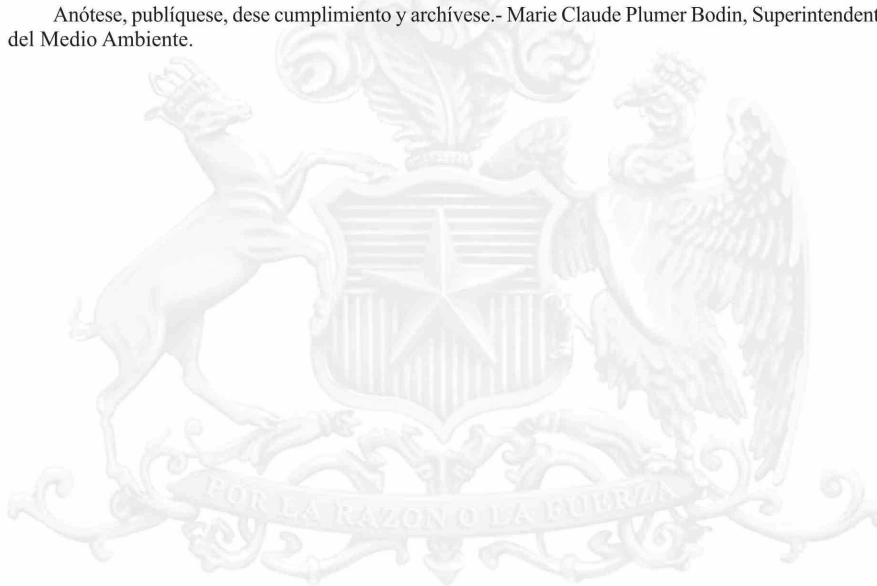 Anótese, publíquese, dese cumplimiento y archívese.- Marie Claude Plumer Bodin, Superintendent
del Medio Ambiente.
POR LA RAZON O LA FUERZA